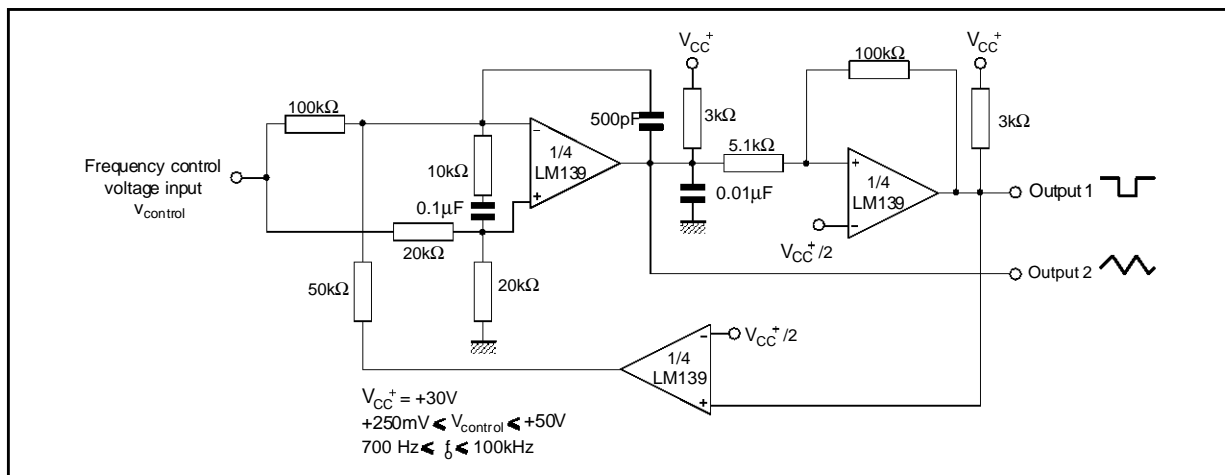 V_CC^+
100kΩ
V_CC^+
100kΩ
500pF
3kΩ
3kΩ
-
1/4
LM139
+
5.1kΩ
10kΩ
+
1/4
LM139
-
Frequency control
voltage input
v_control
0.1µF
0.01µF
Output 1
20kΩ
V_CC^+/2
50kΩ
20kΩ
Output 2
-
V_CC^+/2
1/4
LM139
+
V_CC^+ = +30V
+250mV < V_control < +50V
700 Hz < f_o < 100kHz